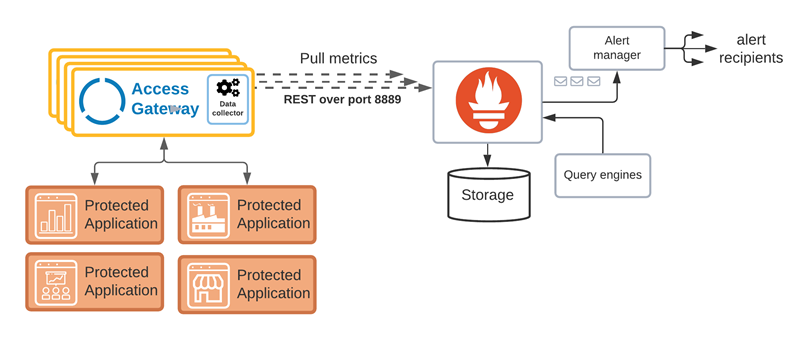 Pull metrics
REST over port 8889
Access
Gateway
Data
collector
Alert
manager
alert
recipients
Query engines
Storage
Protected
Application
Protected
Application
Protected
Application
Protected
Application